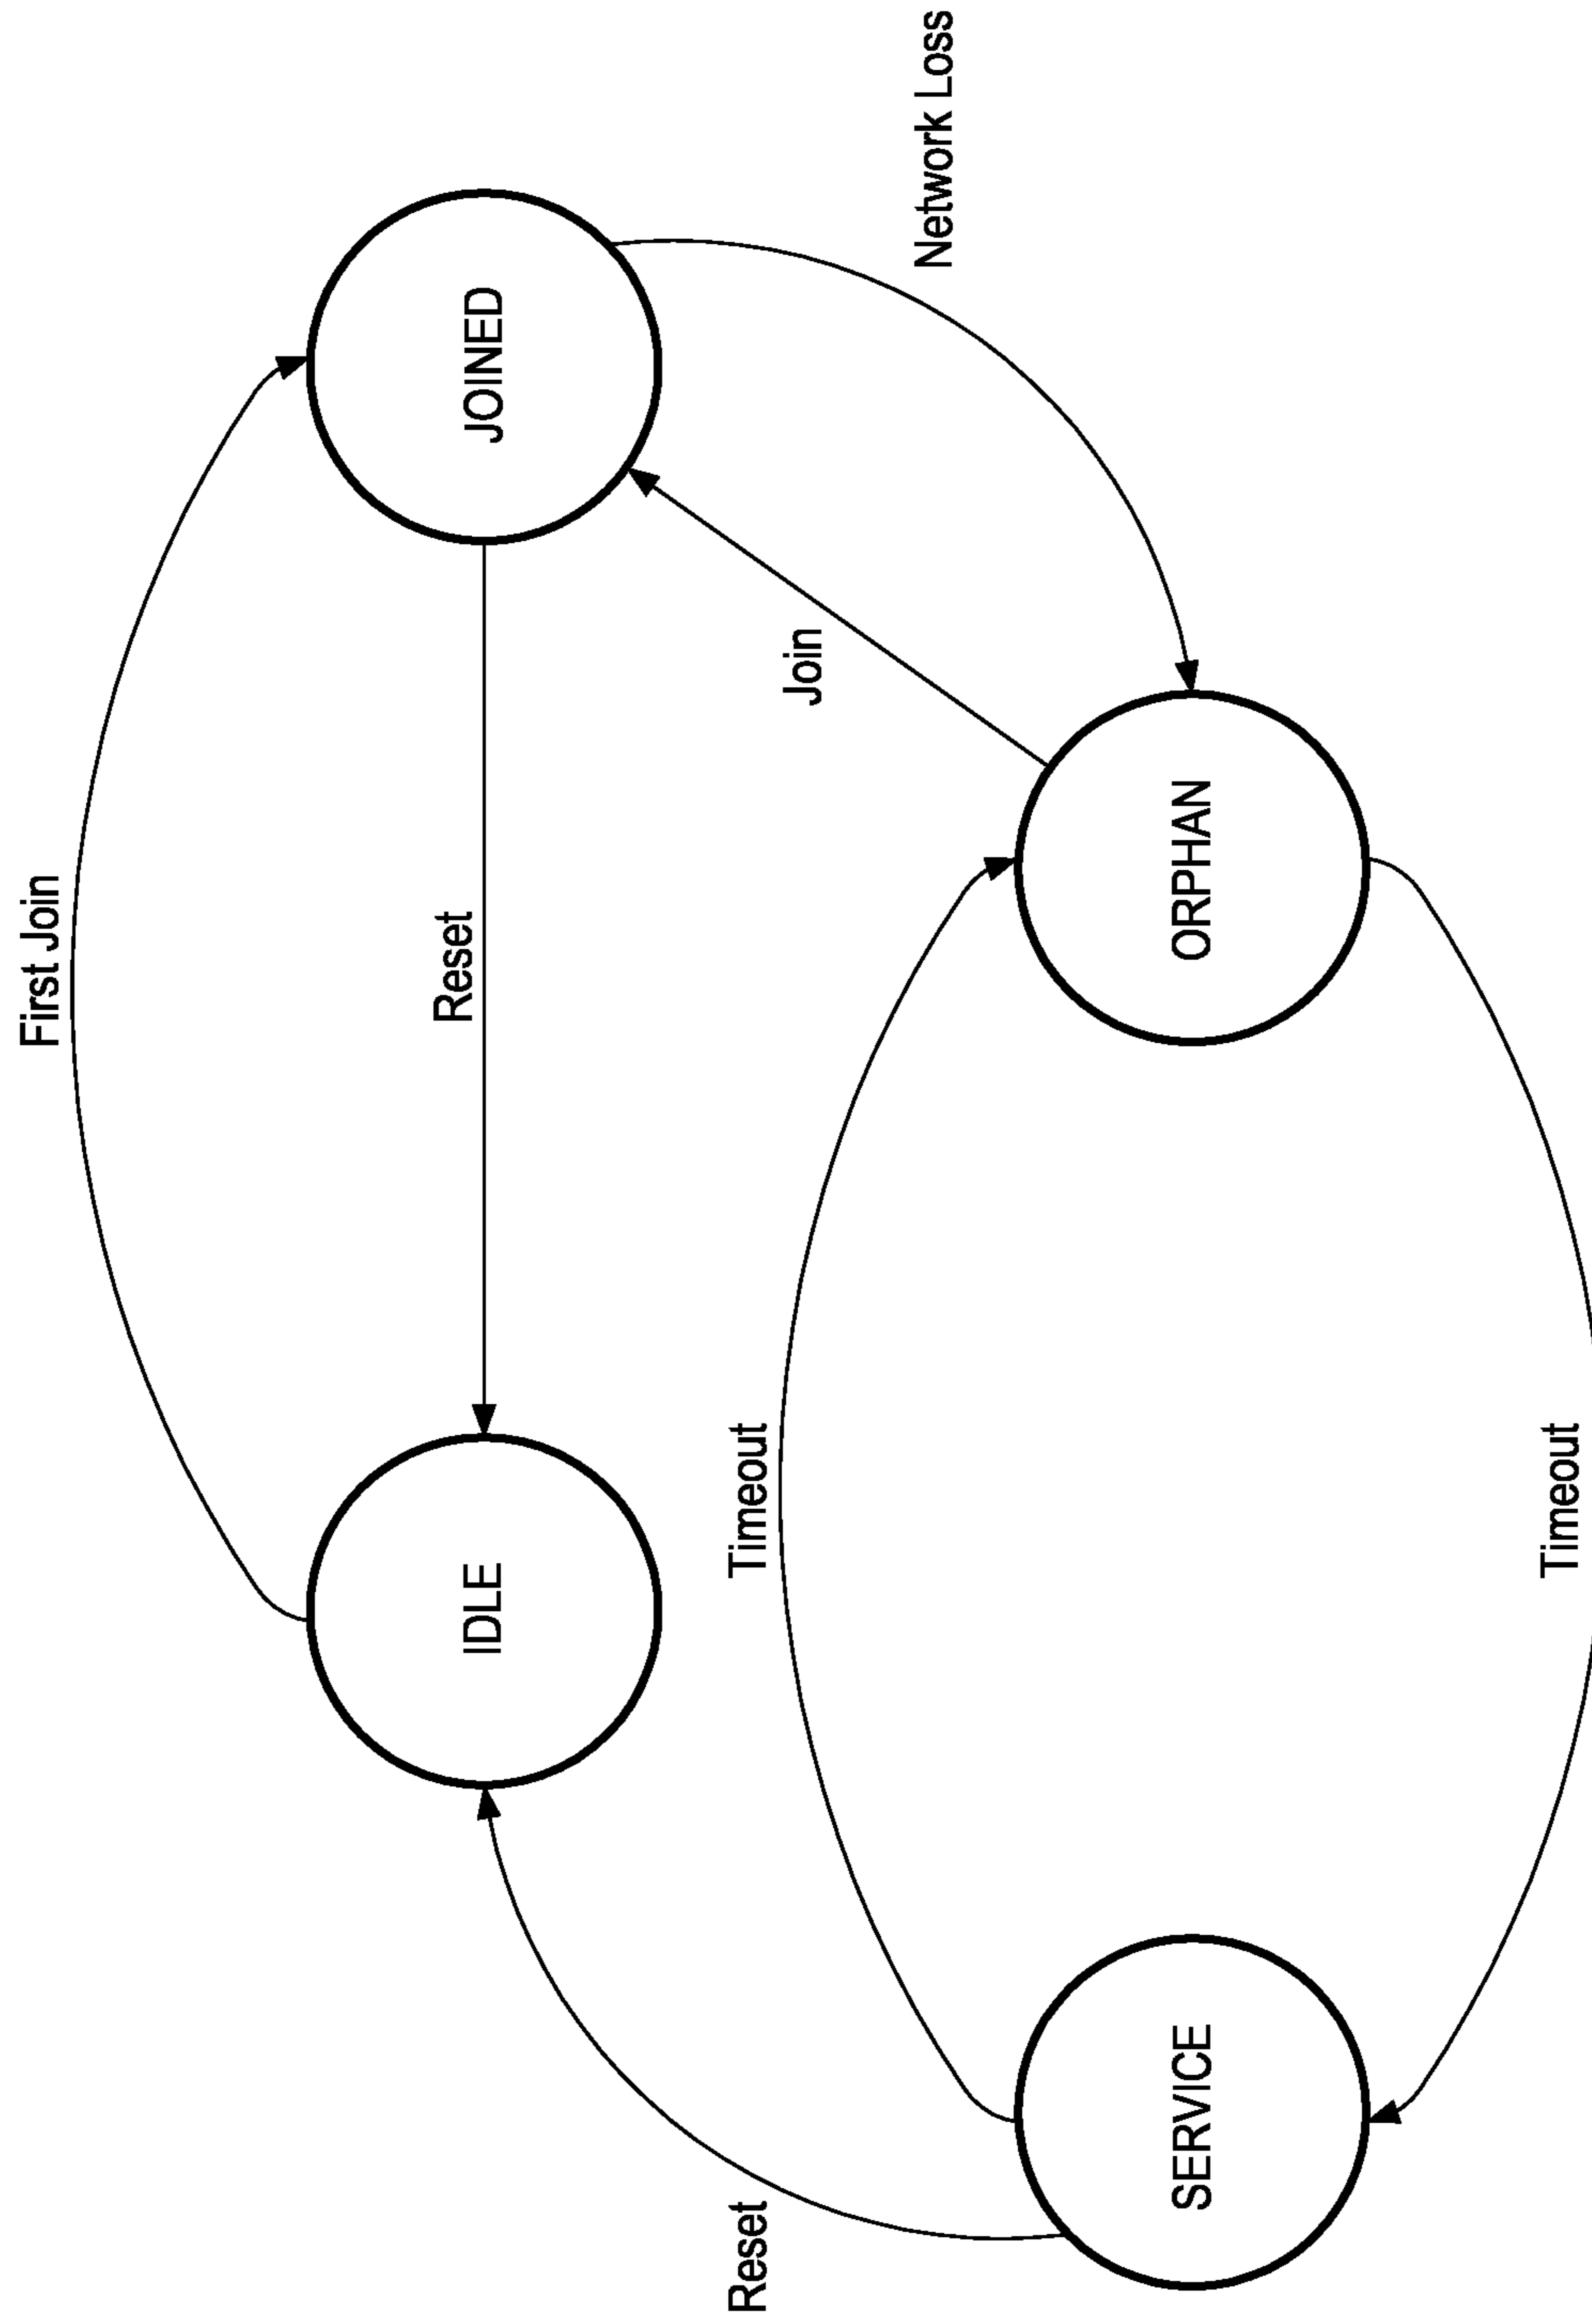 First Join
Reset
IDLE
JOINED
Reset
Timeout
Join
Network Loss
SERVICE
ORPHAN
Timeout